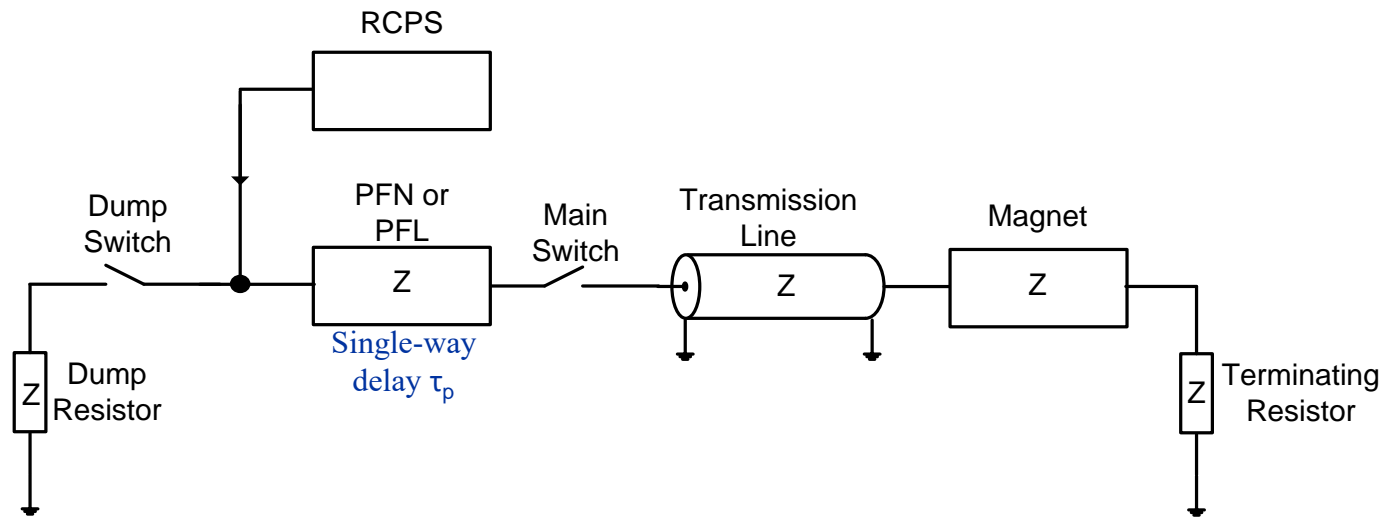 RCPS
Dump
Switch
PFN or
PFL
Main
Switch
Transmission
Line
Magnet
Z
Z
Z
Single-way
delay τp
Z
Dump
Resistor
Z
Terminating
Resistor